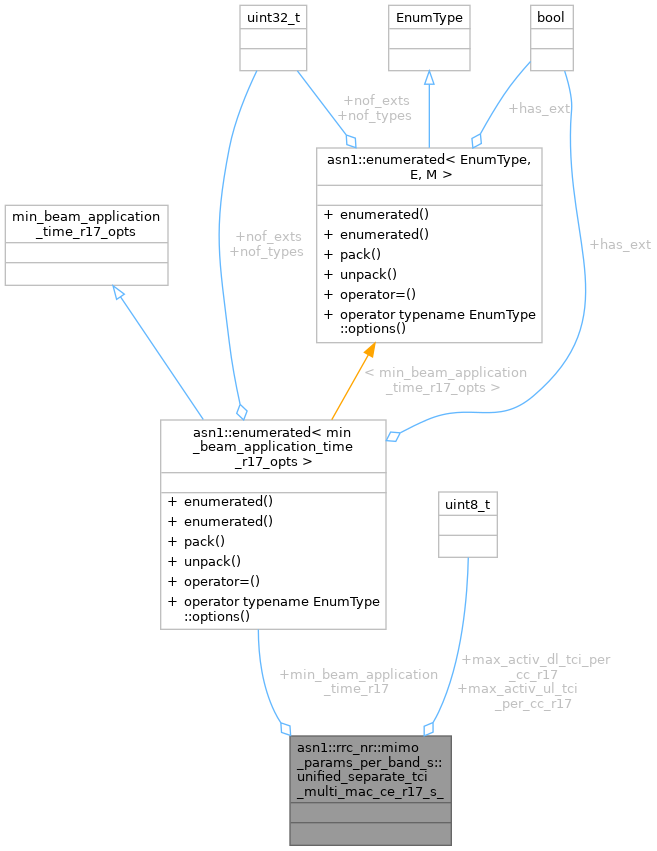 uint32_t
EnumType
bool
+nof_exts
+nof_types
+has_ext
asn1::enumerated< EnumType,
E, M >
+ enumerated()
+ enumerated()
+ pack()
+ unpack()
+ operator=()
+ operator typename EnumType
::options()
min_beam_application
_time_r17_opts
+nof_exts
+nof_types
+has_ext
< min_beam_application
_time_r17_opts >
asn1::enumerated< min
_beam_application_time
_r17_opts >
+ enumerated()
+ enumerated()
+ pack()
+ unpack()
+ operator=()
+ operator typename EnumType
::options()
uint8_t
+min_beam_application
_time_r17
+max_activ_dl_tci_per
_cc_r17
+max_activ_ul_tci
_per_cc_r17
asn1::rrc_nr::mimo
_params_per_band_s::
unified_separate_tci
_multi_mac_ce_r17_s_